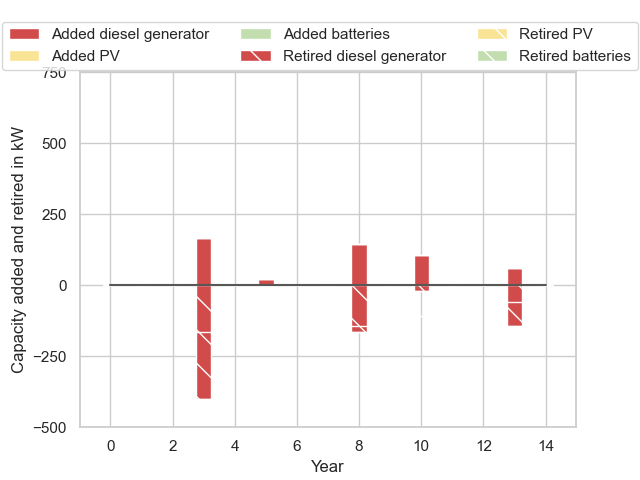 Added diesel generator
Added PV
Added batteries
Retired diesel generator
Retired PV
Retired batteries
750
500
250
0
−250
−500
Capacity added and retired in kW
0 2 4 6 8 10 12 14
Year